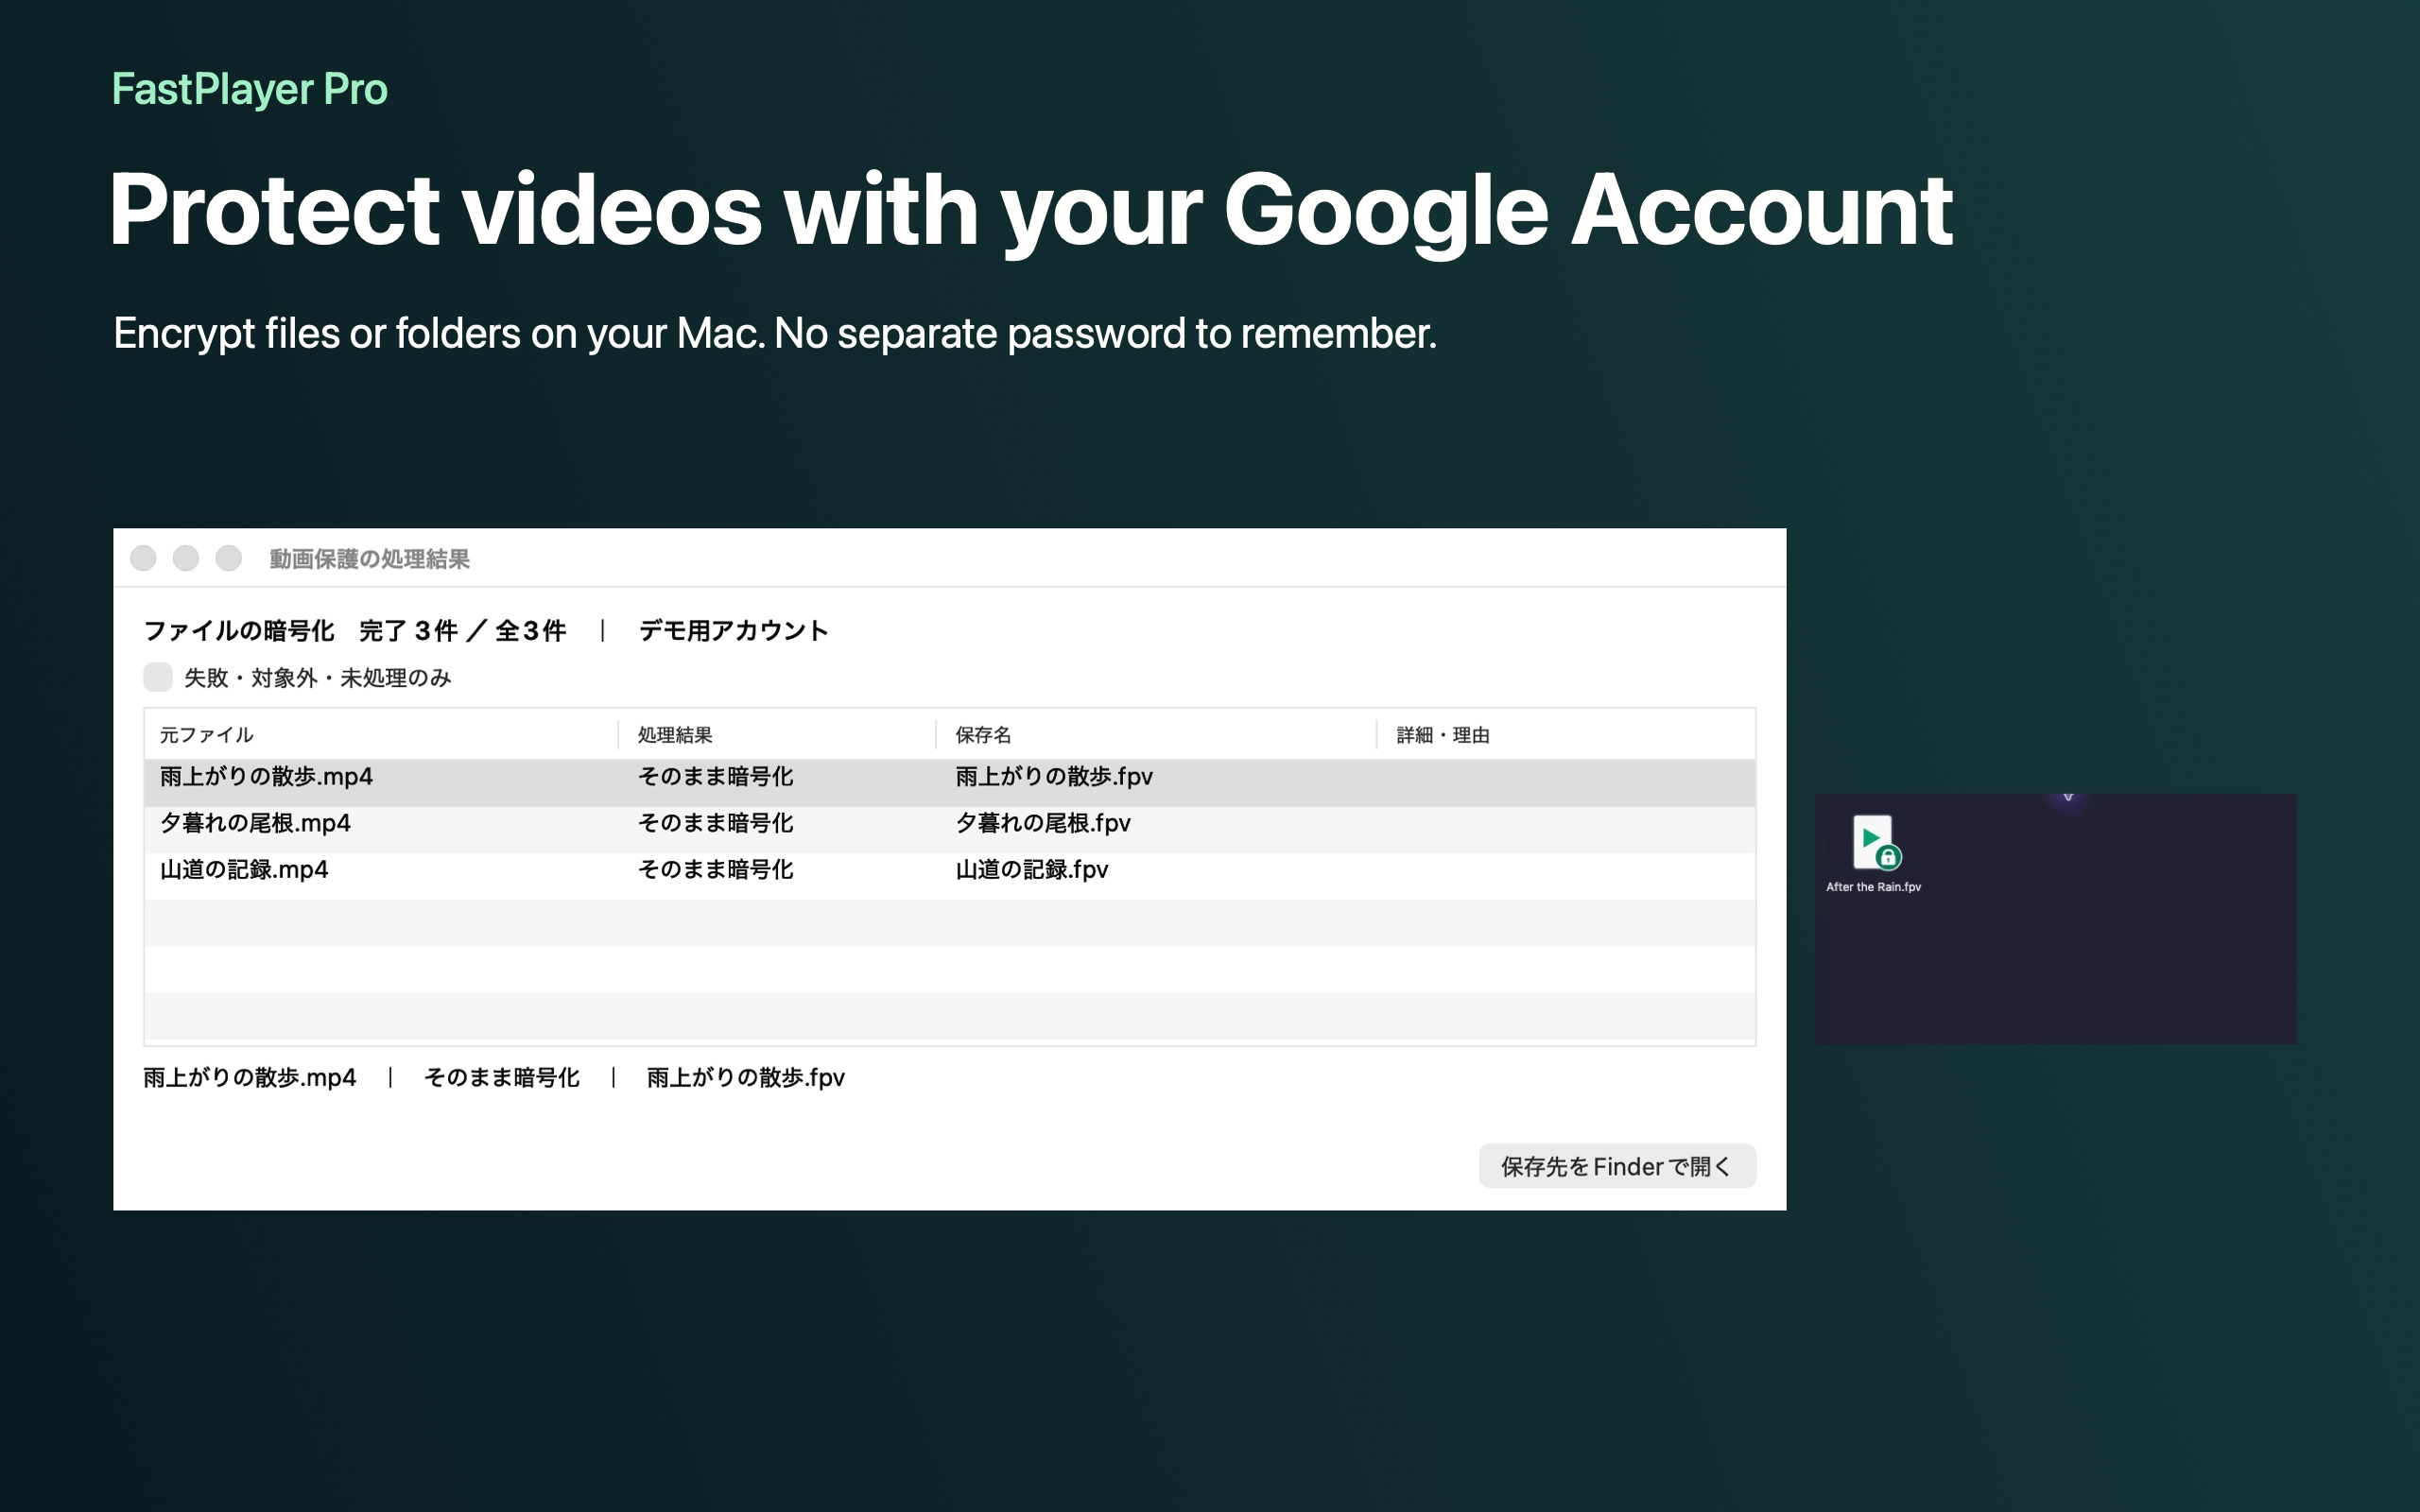 FastPlayer Pro
Protect videos with your Google Account
Encrypt files or folders on your Mac. No separate password to remember.
動画保護の処理結果
ファイルの暗号化 完了 3件 / 全3件 | デモ用アカウント
失敗・対象外・未処理のみ
元ファイル 処理結果 保存名 詳細・理由
雨上がりの散歩.mp4 そのまま暗号化 雨上がりの散歩.fpv
夕暮れの尾根.mp4 そのまま暗号化 夕暮れの尾根.fpv
山道の記録.mp4 そのまま暗号化 山道の記録.fpv
雨上がりの散歩.mp4 | そのまま暗号化 | 雨上がりの散歩.fpv
保存先をFinderで開く
After the Rain.fpv